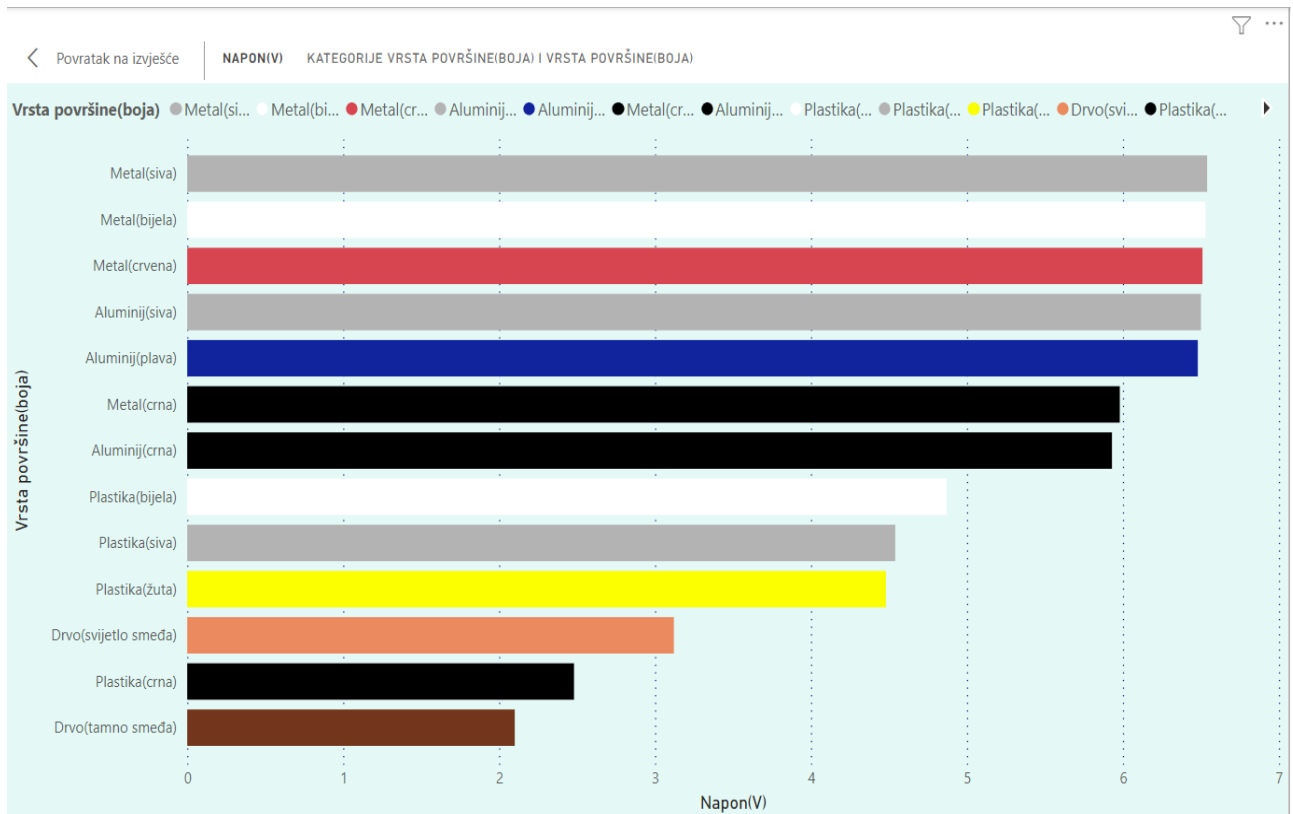 Povratak na izvješće NAPON(V) KATEGORIJE VRSTA POVRŠINE(BOJA) I VRSTA POVRŠINE(BOJA)
Vrsta površine(boja) Metal(si... Metal(bi... Metal(cr... Aluminij... Aluminij... Metal(cr... Aluminij... Plastika(... Plastika(... Plastika(... Drvo(svi... Plastika(...
Vrsta površine(boja)
Metal(siva)
Metal(bijela)
Metal(crvena)
Aluminij(siva)
Aluminij(plava)
Metal(crna)
Aluminij(crna)
Plastika(bijela)
Plastika(siva)
Plastika(žuta)
Drvo(svijetlo smeđa)
Plastika(crna)
Drvo(tamno smeđa)
0 1 2 3 4 5 6 7
Napon(V)